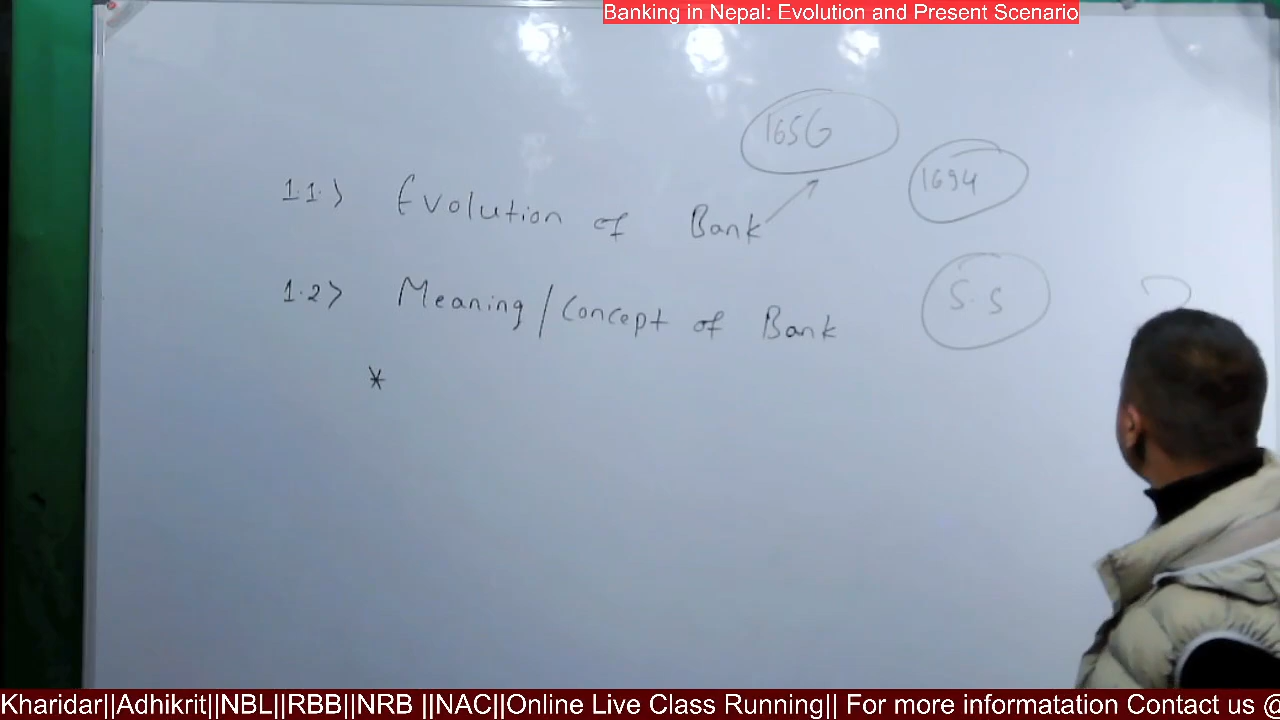 Banking in Nepal: Evolution and Present Scenario
1656
1694
1.1> Evolution of Bank
1.2> Meaning/Concept of Bank
S.S
*
Kharidar||Adhikrit||NBL||RBB||NRB ||NAC||Online Live Class Running|| For more informatation Contact us @